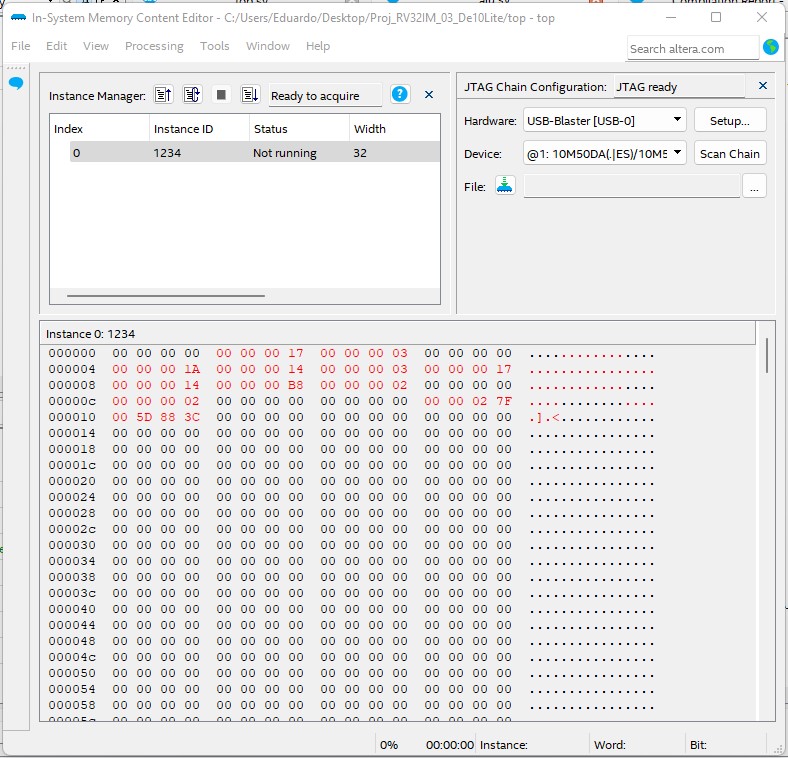 In-System Memory Content Editor - C:/Users/Eduardo/Desktop/Proj_RV32IM_03_De10Lite/top - top
File Edit View Processing Tools Window Help
Search altera.com
Instance Manager: Ready to acquire
Index Instance ID Status Width
0 1234 Not running 32
JTAG Chain Configuration: JTAG ready
Hardware: USB-Blaster [USB-0] Setup...
Device: @1: 10M50DA(.|ES)/10M5 Scan Chain
File: ...
Instance 0: 1234
000000 00 00 00 00 00 00 00 17 00 00 00 03 00 00 00 00 ................
000004 00 00 00 1A 00 00 00 14 00 00 00 03 00 00 00 17 ................
000008 00 00 00 14 00 00 00 B8 00 00 00 02 00 00 00 00 ................
00000c 00 00 00 02 00 00 00 00 00 00 00 00 00 00 02 7F ................
000010 00 5D 88 3C 00 00 00 00 00 00 00 00 00 00 00 00 .].<............
000014 00 00 00 00 00 00 00 00 00 00 00 00 00 00 00 00 ................
000018 00 00 00 00 00 00 00 00 00 00 00 00 00 00 00 00 ................
00001c 00 00 00 00 00 00 00 00 00 00 00 00 00 00 00 00 ................
000020 00 00 00 00 00 00 00 00 00 00 00 00 00 00 00 00 ................
000024 00 00 00 00 00 00 00 00 00 00 00 00 00 00 00 00 ................
000028 00 00 00 00 00 00 00 00 00 00 00 00 00 00 00 00 ................
00002c 00 00 00 00 00 00 00 00 00 00 00 00 00 00 00 00 ................
000030 00 00 00 00 00 00 00 00 00 00 00 00 00 00 00 00 ................
000034 00 00 00 00 00 00 00 00 00 00 00 00 00 00 00 00 ................
000038 00 00 00 00 00 00 00 00 00 00 00 00 00 00 00 00 ................
00003c 00 00 00 00 00 00 00 00 00 00 00 00 00 00 00 00 ................
000040 00 00 00 00 00 00 00 00 00 00 00 00 00 00 00 00 ................
000044 00 00 00 00 00 00 00 00 00 00 00 00 00 00 00 00 ................
000048 00 00 00 00 00 00 00 00 00 00 00 00 00 00 00 00 ................
00004c 00 00 00 00 00 00 00 00 00 00 00 00 00 00 00 00 ................
000050 00 00 00 00 00 00 00 00 00 00 00 00 00 00 00 00 ................
000054 00 00 00 00 00 00 00 00 00 00 00 00 00 00 00 00 ................
000058 00 00 00 00 00 00 00 00 00 00 00 00 00 00 00 00 ................
0% 00:00:00 Instance: Word: Bit: